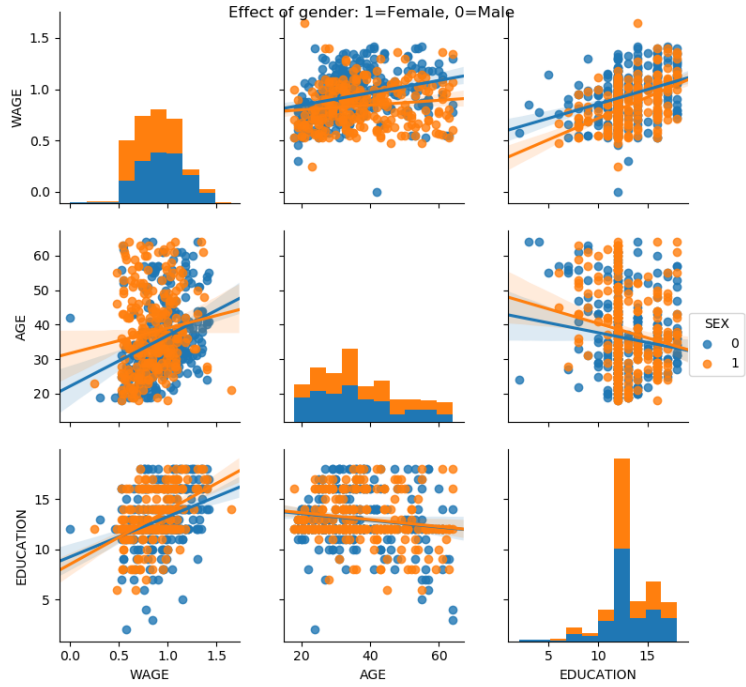 Effect of gender: 1=Female, 0=Male
1.5
1.0
0.5
0.0
WAGE
60
50
40
30
20
AGE
SEX
0
1
15
10
5
EDUCATION
0.0 0.5 1.0 1.5
WAGE
20 40 60
AGE
5 10 15
EDUCATION